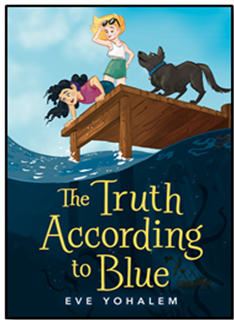 The Truth
According
to Blue
EVE YOHALEM